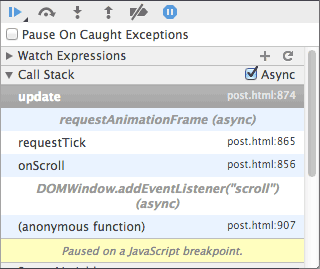 Pause On Caught Exceptions
Watch Expressions
Call Stack Async
update post.html:874
requestAnimationFrame (async)
requestTick post.html:865
onScroll post.html:856
DOMWindow.addEventListener("scroll")
(async)
(anonymous function) post.html:907
Paused on a JavaScript breakpoint.